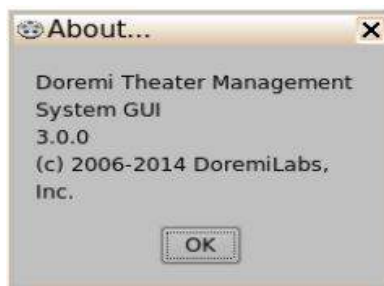 About...
Doremi Theater Management
System GUI
3.0.0
(c) 2006-2014 DoremiLabs,
Inc.
OK